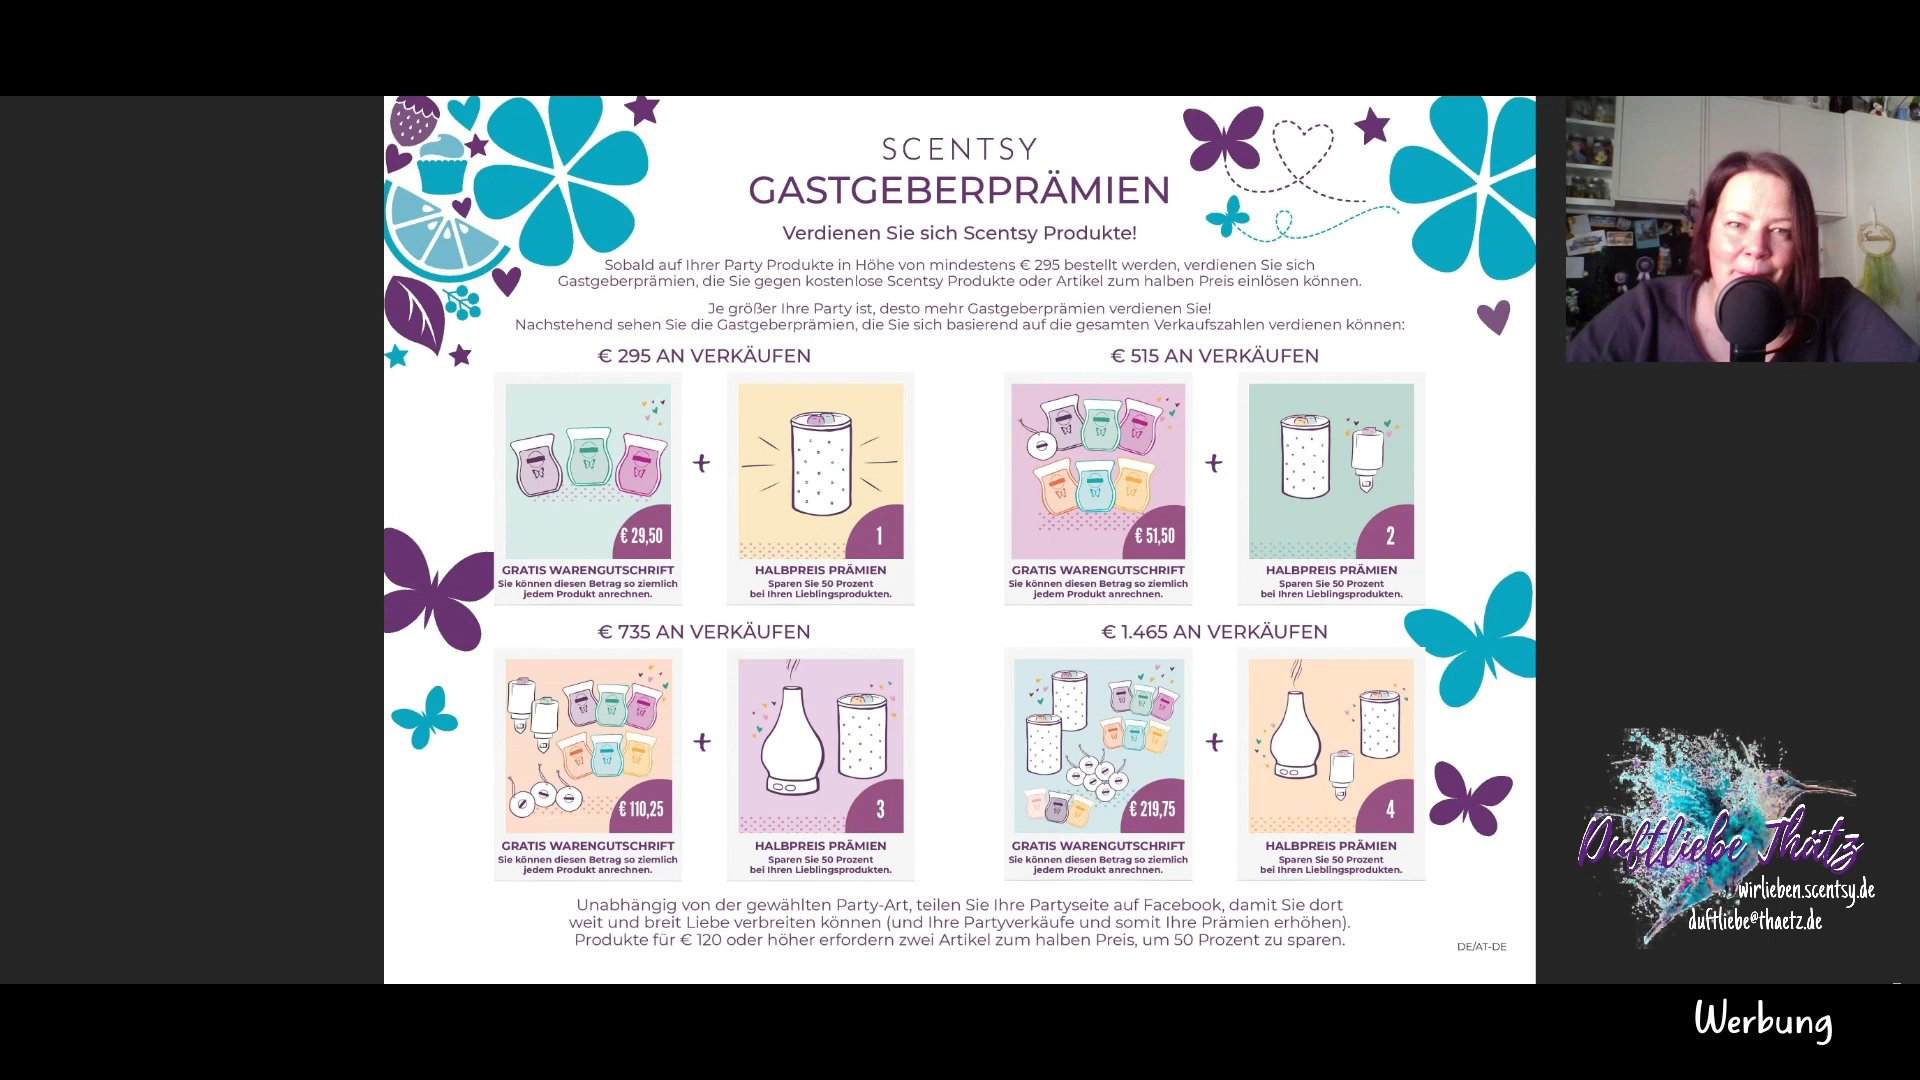 SCENTSY
GASTGEBERPRÄMIEN
Verdienen Sie sich Scentsy Produkte!
Sobald auf Ihrer Party Produkte in Höhe von mindestens € 295 bestellt werden, verdienen Sie sich
Gastgeberprämien, die Sie gegen kostenlose Scentsy Produkte oder Artikel zum halben Preis einlösen können.
Je größer Ihre Party ist, desto mehr Gastgeberprämien verdienen Sie!
Nachstehend sehen Sie die Gastgeberprämien, die Sie sich basierend auf die gesamten Verkaufszahlen verdienen können:
€ 295 AN VERKÄUFEN
+
€ 29,50
GRATIS WARENGUTSCHRIFT
Sie können diesen Betrag so ziemlich
jedem Produkt anrechnen.
1
HALBPREIS PRÄMIEN
Sparen Sie 50 Prozent
bei Ihren Lieblingsprodukten.
€ 515 AN VERKÄUFEN
+
€ 51,50
GRATIS WARENGUTSCHRIFT
Sie können diesen Betrag so ziemlich
jedem Produkt anrechnen.
2
HALBPREIS PRÄMIEN
Sparen Sie 50 Prozent
bei Ihren Lieblingsprodukten.
€ 735 AN VERKÄUFEN
+
€ 110,25
GRATIS WARENGUTSCHRIFT
Sie können diesen Betrag so ziemlich
jedem Produkt anrechnen.
3
HALBPREIS PRÄMIEN
Sparen Sie 50 Prozent
bei Ihren Lieblingsprodukten.
€ 1.465 AN VERKÄUFEN
+
€ 219,75
GRATIS WARENGUTSCHRIFT
Sie können diesen Betrag so ziemlich
jedem Produkt anrechnen.
4
HALBPREIS PRÄMIEN
Sparen Sie 50 Prozent
bei Ihren Lieblingsprodukten.
Unabhängig von der gewählten Party-Art, teilen Sie Ihre Partyseite auf Facebook, damit Sie dort
weit und breit Liebe verbreiten können (und Ihre Partyverkäufe und somit Ihre Prämien erhöhen).
Produkte für € 120 oder höher erfordern zwei Artikel zum halben Preis, um 50 Prozent zu sparen.
DE/AT-DE
Duftliebe Thätz
wirlieben.scentsy.de
duftliebe@thaetz.de
Werbung